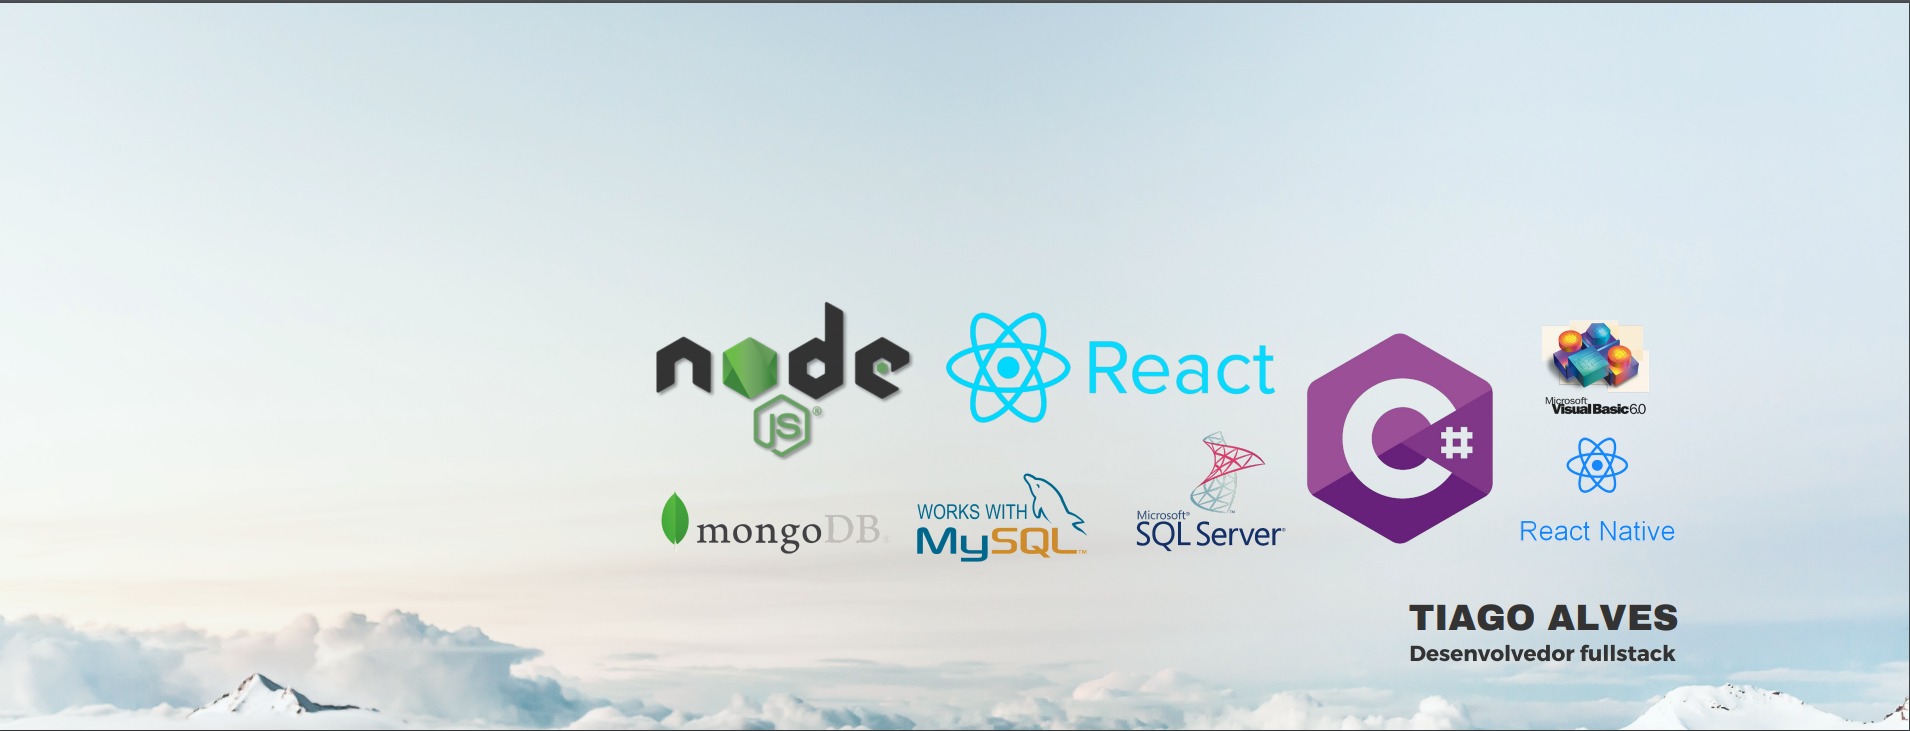 node
JS®
React
C#
Microsoft
Visual Basic 6.0
React Native
mongoDB®
WORKS WITH
MySQL™
Microsoft®
SQL Server®
TIAGO ALVES
Desenvolvedor fullstack